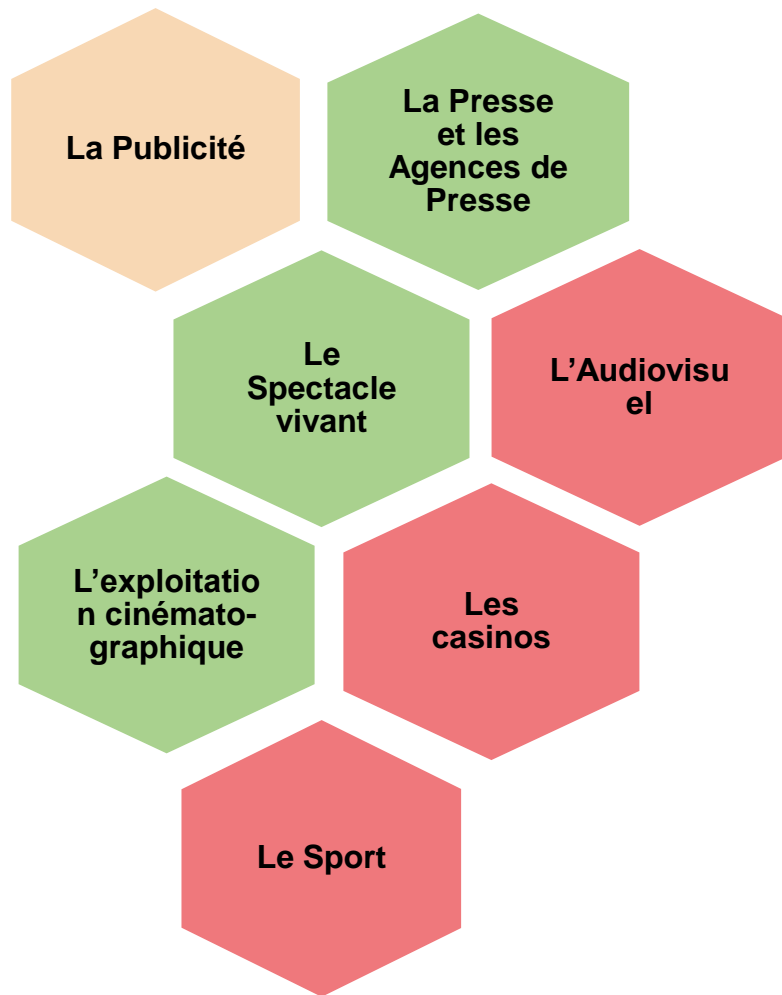 La Publicité
La Presse
et les
Agences de
Presse
Le
Spectacle
vivant
L’Audiovisu
el
L’exploitatio
n cinémato-
graphique
Les
casinos
Le Sport